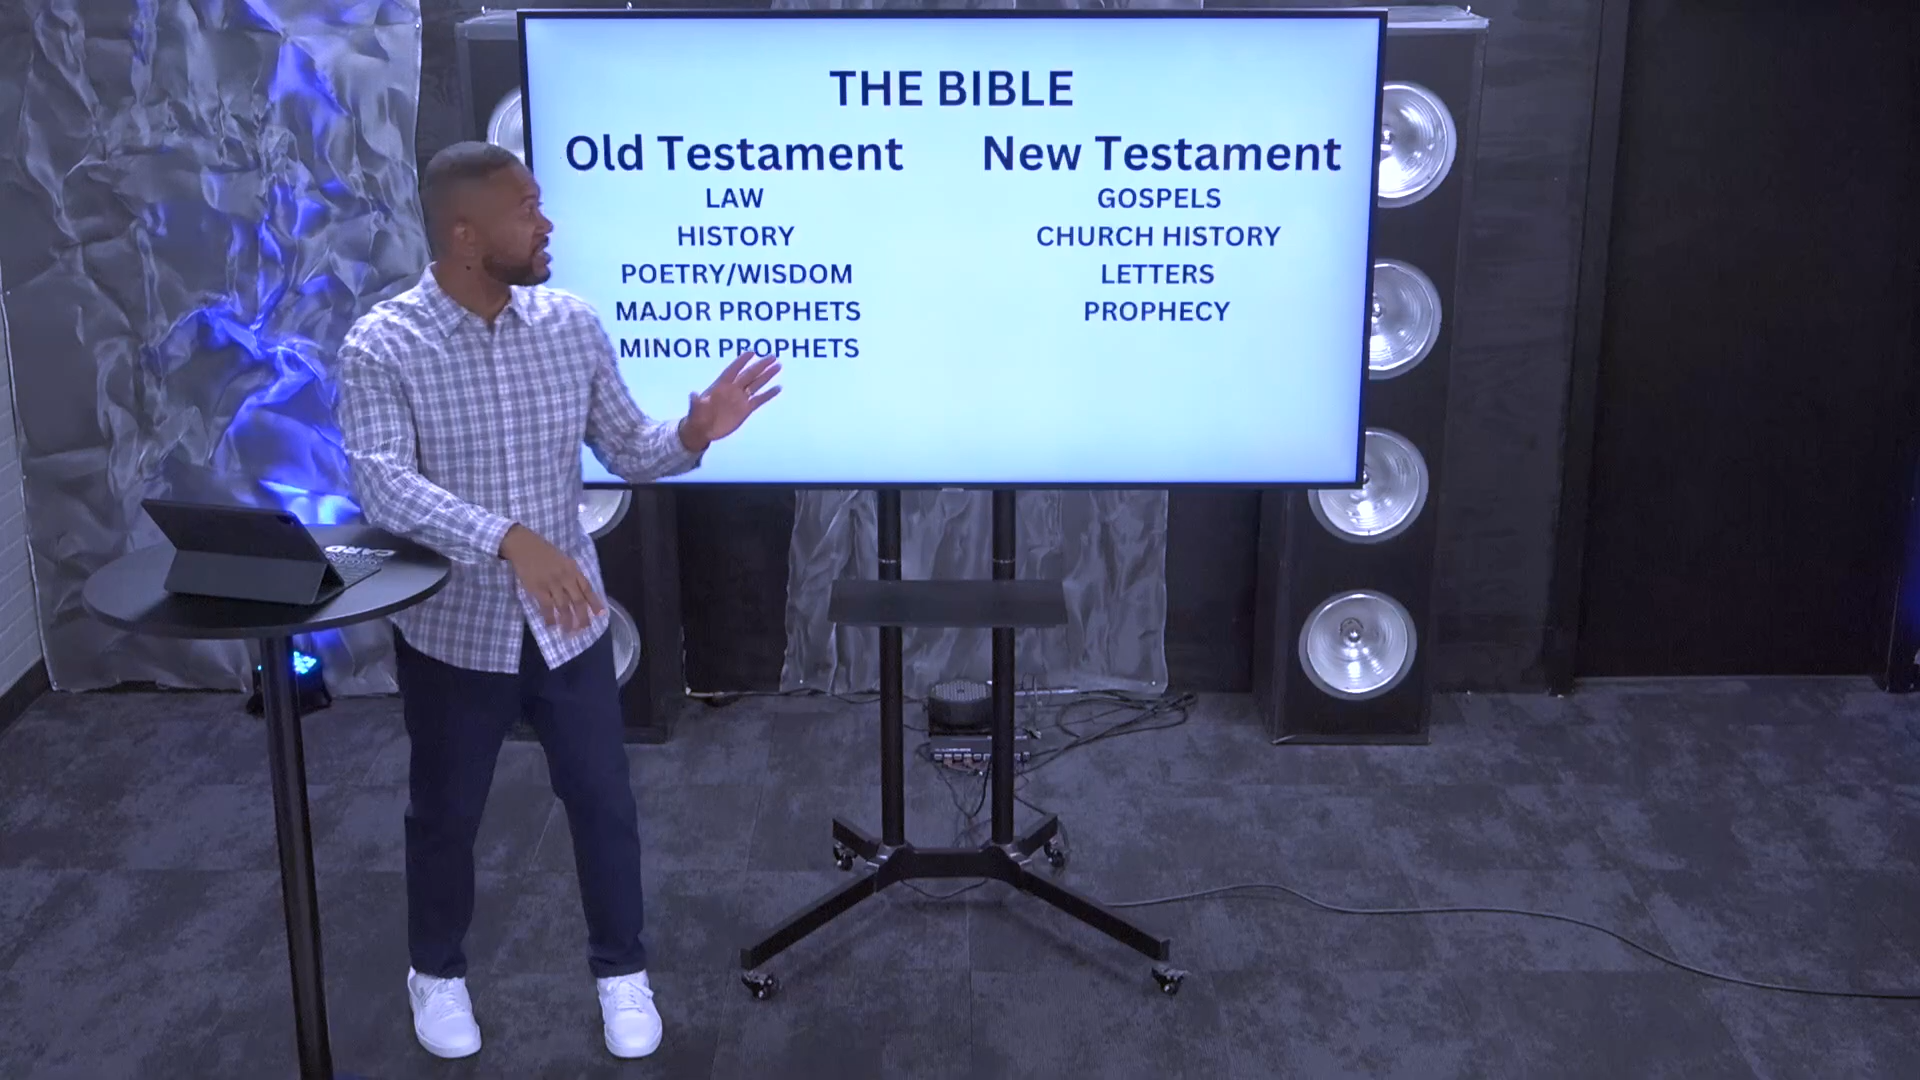 THE BIBLE
Old Testament
LAW
HISTORY
POETRY/WISDOM
MAJOR PROPHETS
MINOR PROPHETS
New Testament
GOSPELS
CHURCH HISTORY
LETTERS
PROPHECY
CARD